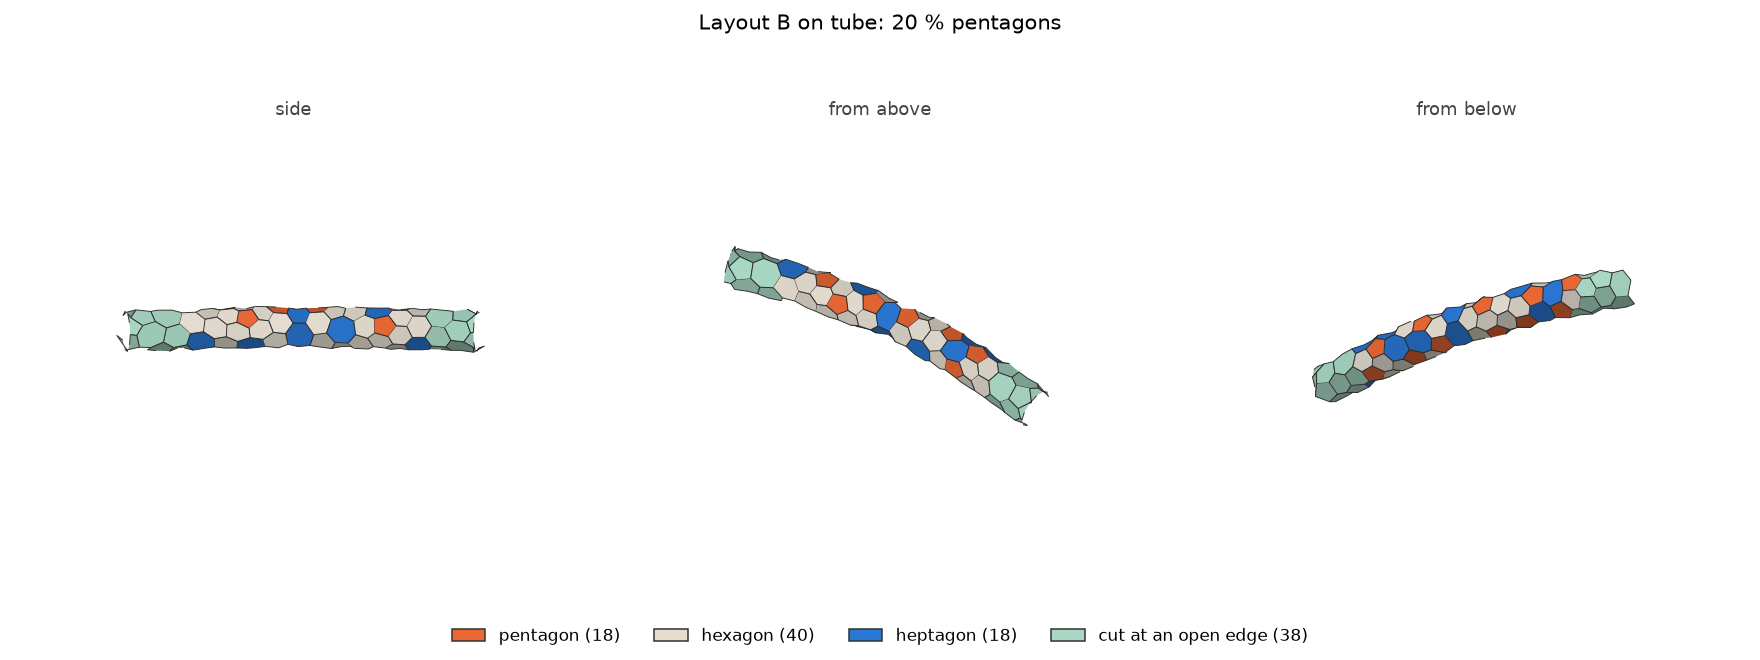 Layout B on tube: 20 % pentagons
side
from above
from below
pentagon (18)
hexagon (40)
heptagon (18)
cut at an open edge (38)